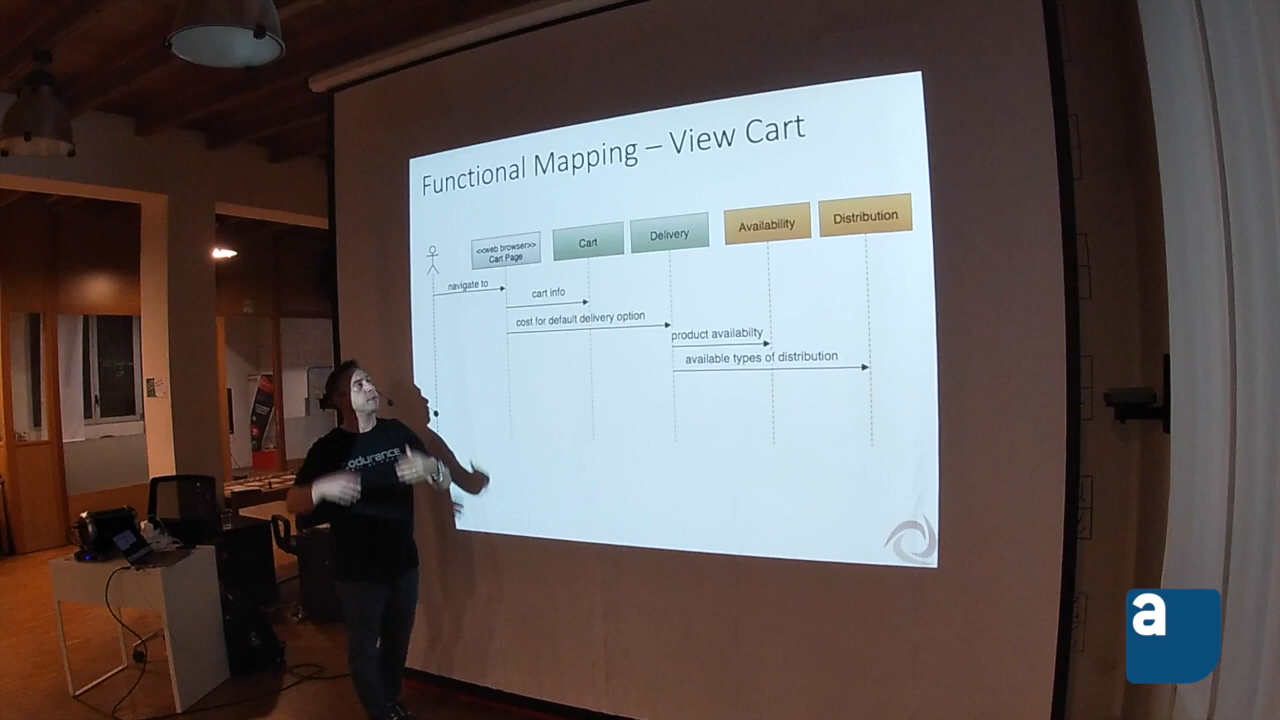 Functional Mapping – View Cart
<<web browser>>
Cart Page
Cart
Delivery
Availability
Distribution
navigate to
cart info
cost for default delivery option
product availabilty
available types of distribution
odurance
a